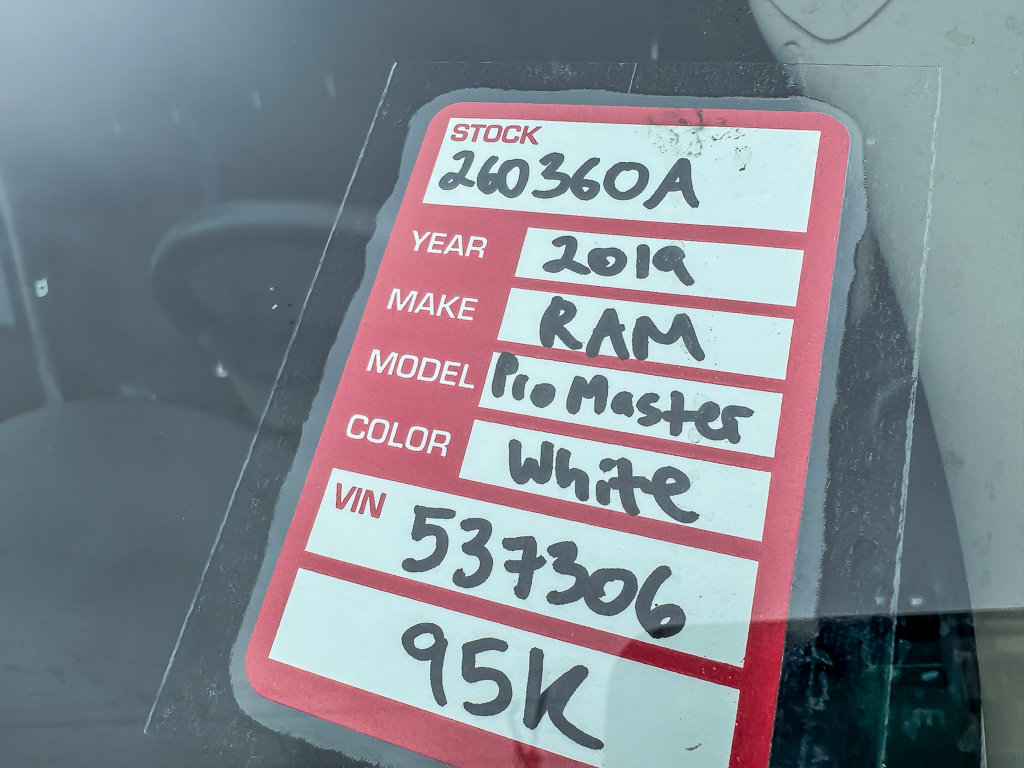 STOCK
260360A
YEAR 2019
MAKE RAM
MODEL ProMaster
COLOR White
VIN 537306
95K